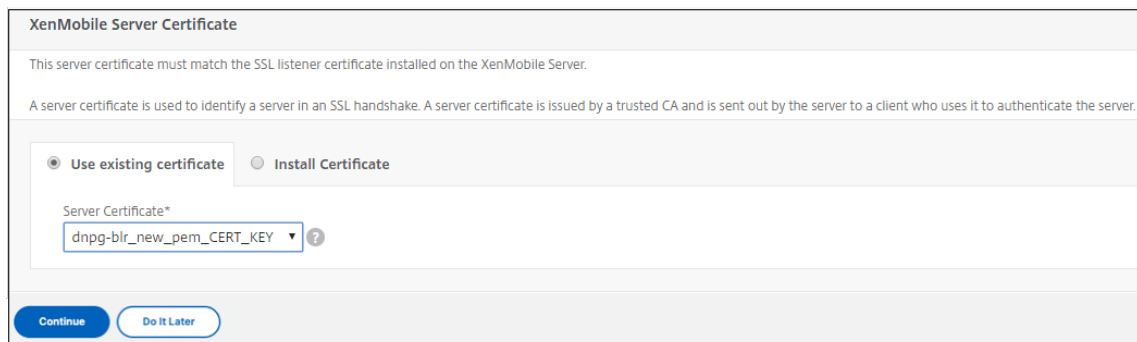 XenMobile Server Certificate
This server certificate must match the SSL listener certificate installed on the XenMobile Server.
A server certificate is used to identify a server in an SSL handshake. A server certificate is issued by a trusted CA and is sent out by the server to a client who uses it to authenticate the server.
Use existing certificate Install Certificate
Server Certificate*
dnpg-blr_new_pem_CERT_KEY ?
Continue Do It Later